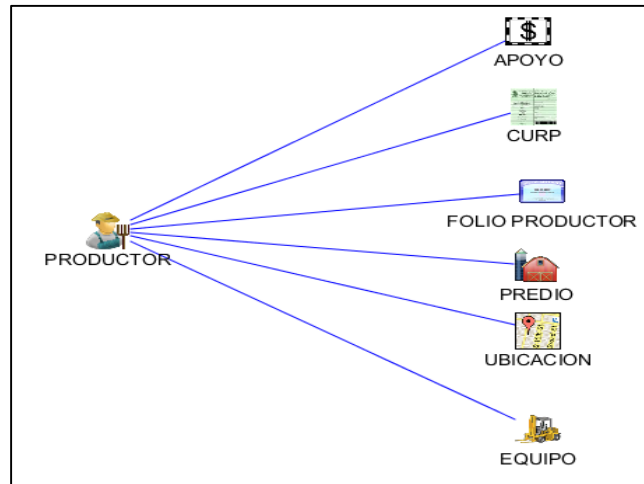 $
APOYO
CURP
FOLIO PRODUCTOR
PRODUCTOR
PREDIO
UBICACION
EQUIPO